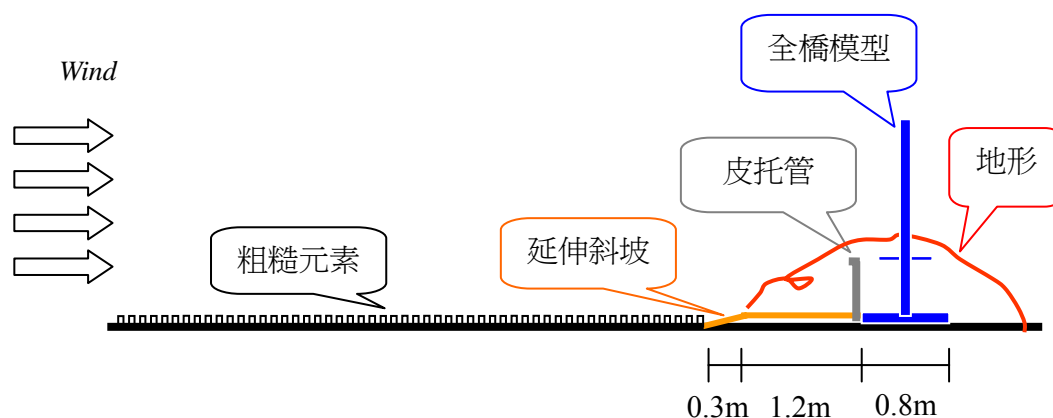 全橋模型
Wind
皮托管
地形
粗糙元素
延伸斜坡
0.3m
1.2m
0.8m